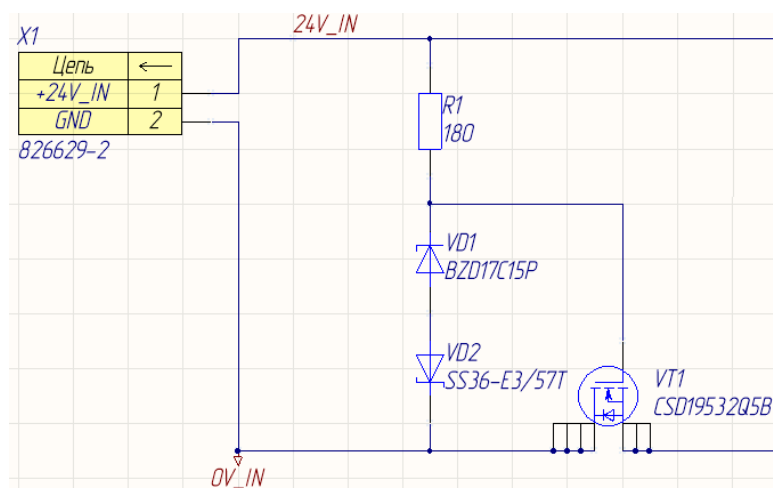 X1
24V_IN
Цепь
+24V_IN 1
GND 2
826629-2
R1
180
VD1
BZD17C15P
VD2
SS36-E3/57T
VT1
CSD19532Q5B
0V_IN